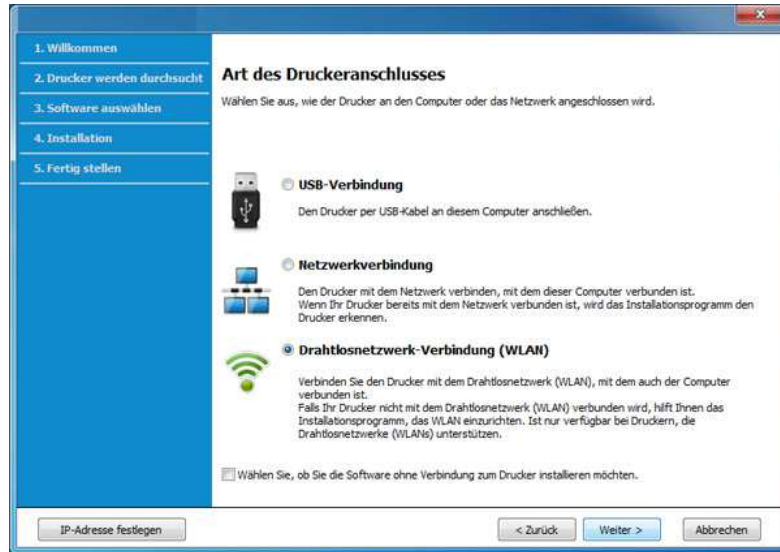 1. Willkommen
2. Drucker werden durchsucht
3. Software auswählen
4. Installation
5. Fertig stellen
Art des Druckeranschlusses
Wählen Sie aus, wie der Drucker an den Computer oder das Netzwerk angeschlossen wird.
USB-Verbindung
Den Drucker per USB-Kabel an diesem Computer anschließen.
Netzwerkverbindung
Den Drucker mit dem Netzwerk verbinden, mit dem dieser Computer verbunden ist.
Wenn Ihr Drucker bereits mit dem Netzwerk verbunden ist, wird das Installationsprogramm den
Drucker erkennen.
Drahtlosnetzwerk-Verbindung (WLAN)
Verbinden Sie den Drucker mit dem Drahtlosnetzwerk (WLAN), mit dem auch der Computer
verbunden ist.
Falls Ihr Drucker nicht mit dem Drahtlosnetzwerk (WLAN) verbunden wird, hilft Ihnen das
Installationsprogramm, das WLAN einzurichten. Ist nur verfügbar bei Druckern, die
Drahtlosnetzwerke (WLANs) unterstützen.
Wählen Sie, ob Sie die Software ohne Verbindung zum Drucker installieren möchten.
IP-Adresse festlegen
< Zurück
Weiter >
Abbrechen